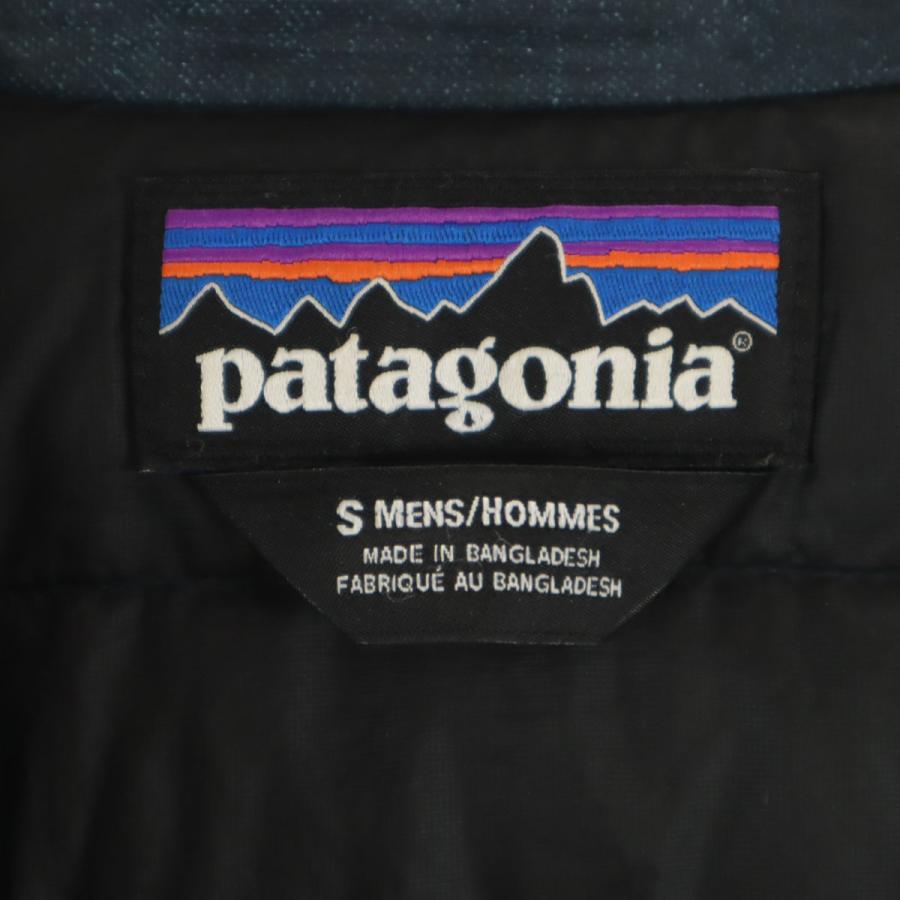 patagonia®
S MENS/HOMMES
MADE IN BANGLADESH
FABRIQUÉ AU BANGLADESH